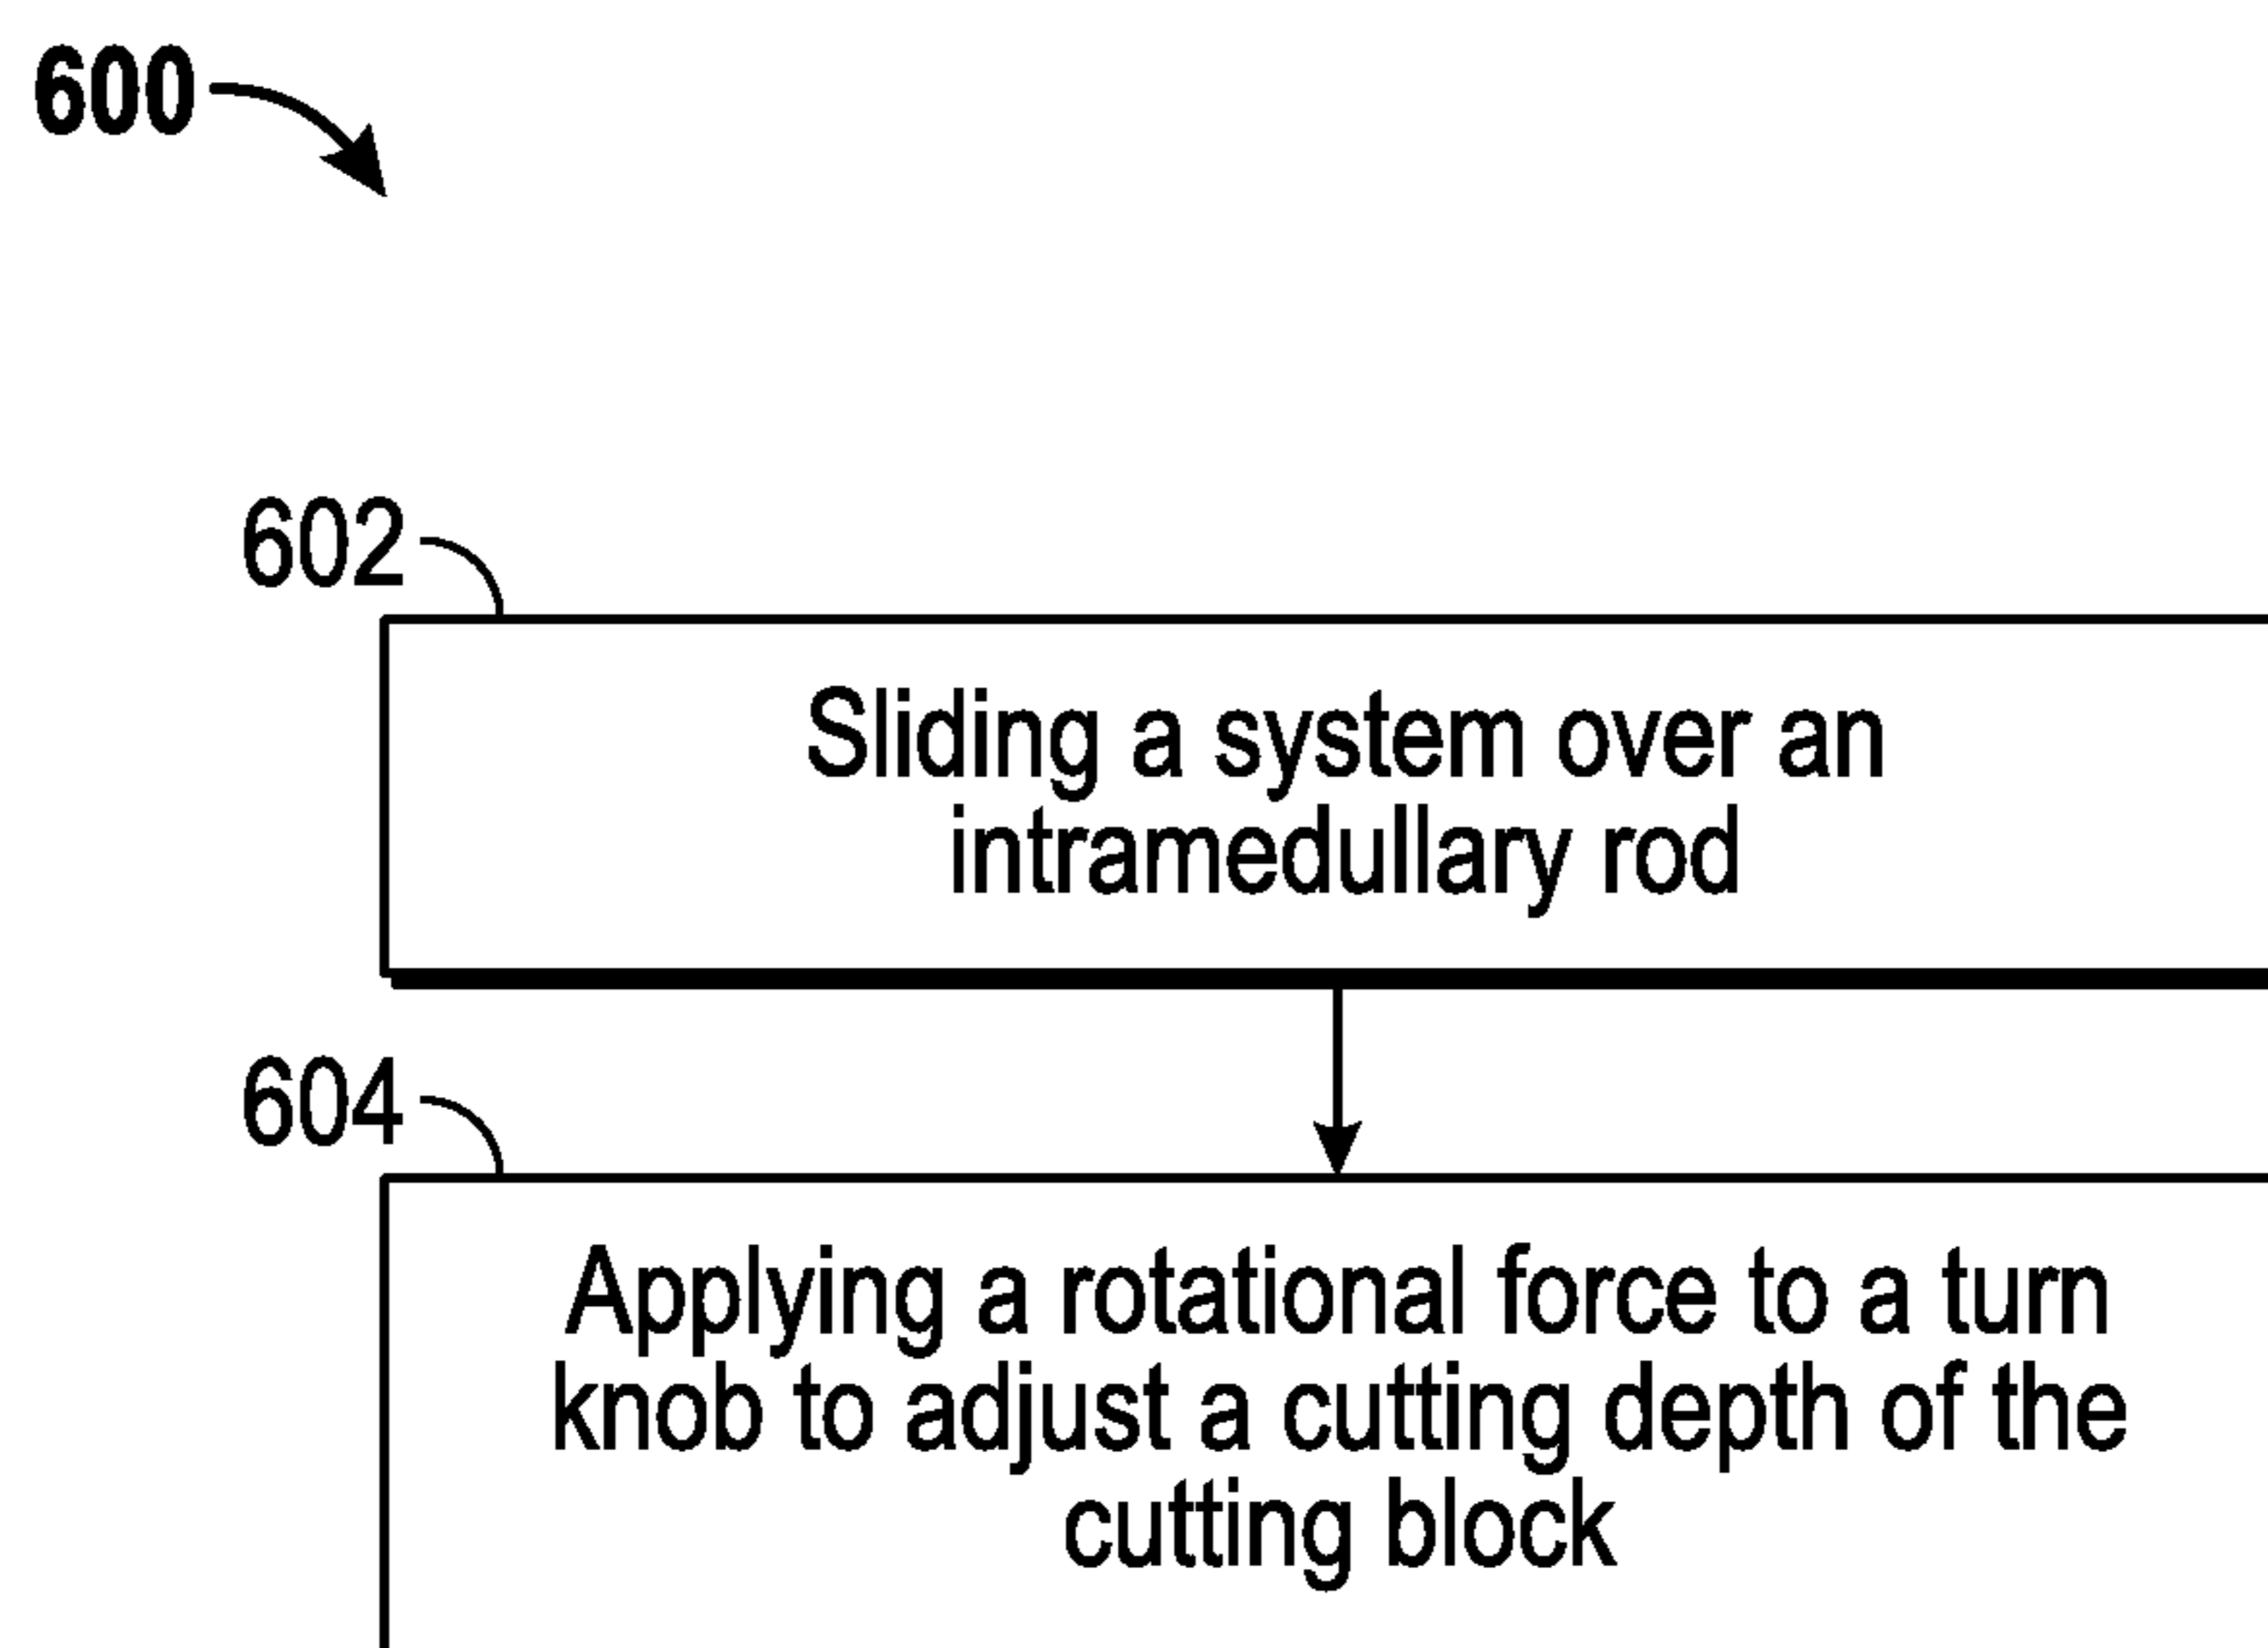 600
602
Sliding a system over an
intramedullary rod
604
Applying a rotational force to a turn
knob to adjust a cutting depth of the
cutting block